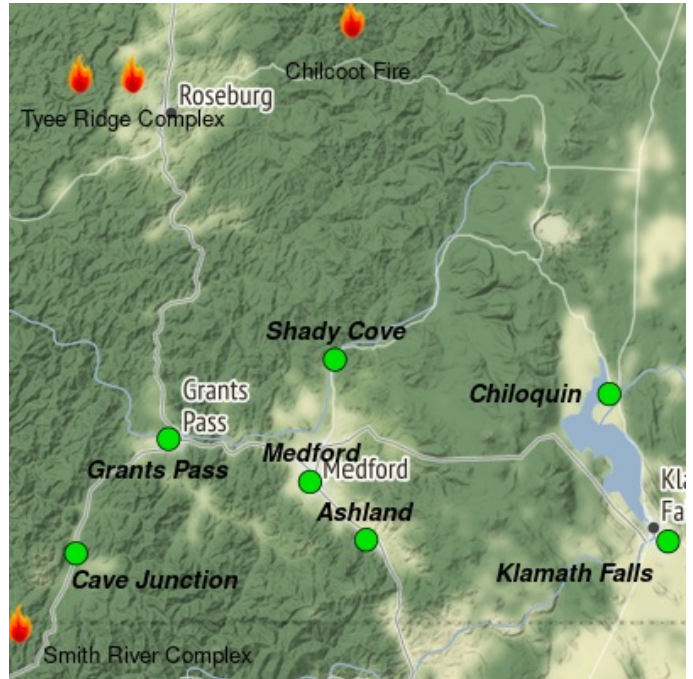 Chilcoot Fire
Roseburg
Tyee Ridge Complex
Shady Cove
Grants
Pass
Chiloquin
Medford
Grants Pass
Medford
Kla
Fa
Ashland
Cave Junction
Klamath Falls
Smith River Complex